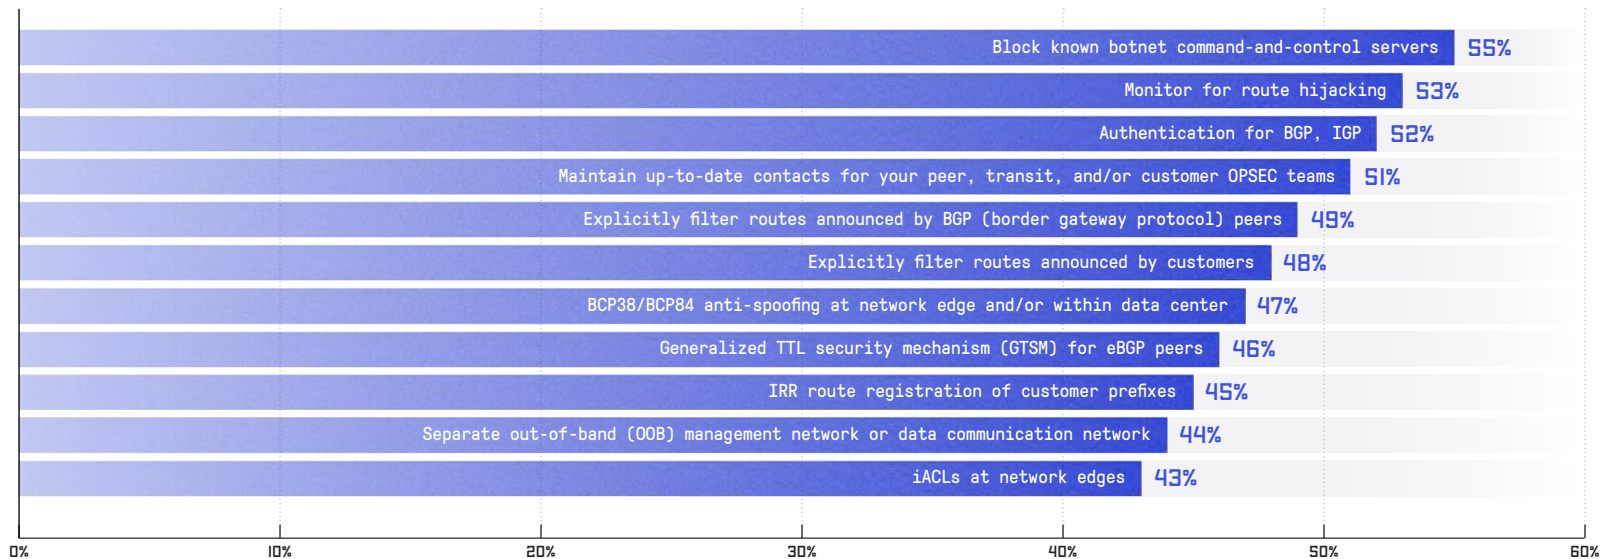 Block known botnet command-and-control servers 55%
Monitor for route hijacking 53%
Authentication for BGP, IGP 52%
Maintain up-to-date contacts for your peer, transit, and/or customer OPSEC teams 51%
Explicitly filter routes announced by BGP (border gateway protocol) peers 49%
Explicitly filter routes announced by customers 48%
BCP38/BCP84 anti-spoofing at network edge and/or within data center 47%
Generalized TTL security mechanism (GTSM) for eBGP peers 46%
IRR route registration of customer prefixes 45%
Separate out-of-band (OOB) management network or data communication network 44%
iACLs at network edges 43%
0% 10% 20% 30% 40% 50% 60%